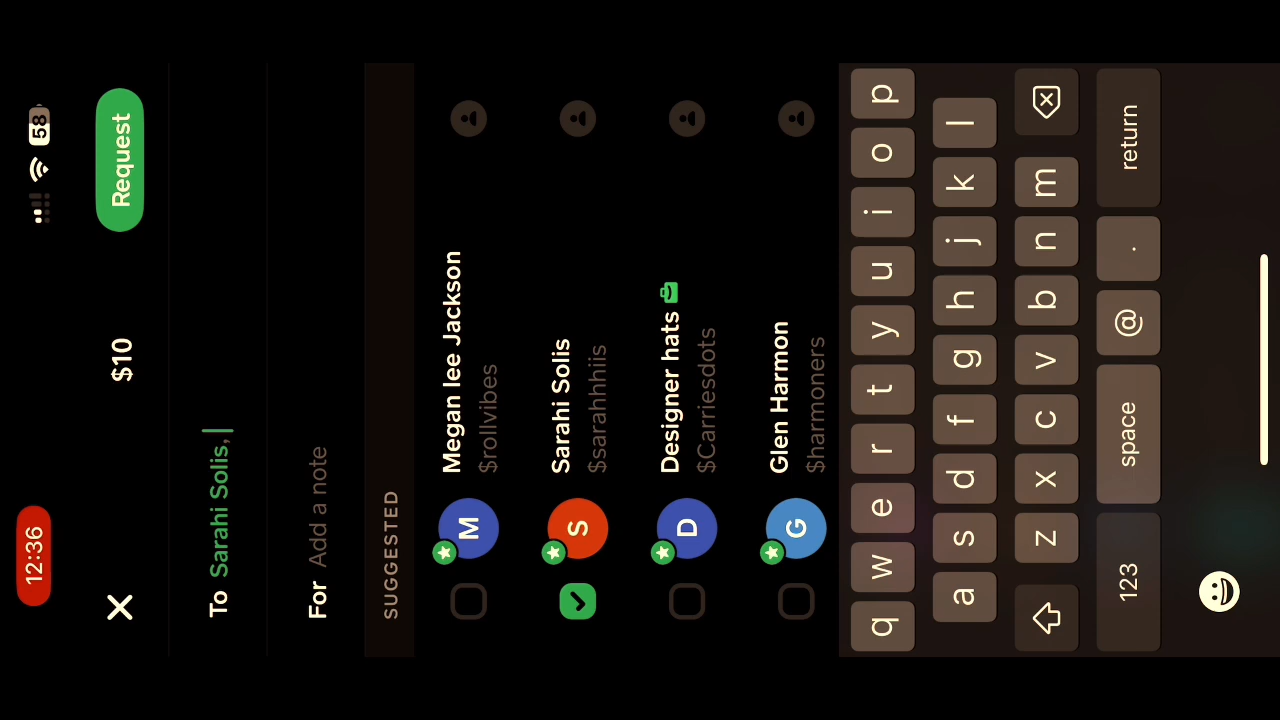 12:36
58
$10
Request
To Sarahi Solis,
For Add a note
SUGGESTED
M
Megan lee Jackson
$rollvibes
S
Sarahi Solis
$sarahhhiis
D
Designer hats
$Carriesdots
G
Glen Harmon
$harmoners
q w e r t y u i o p
a s d f g h j k l
z x c v b n m
123 space @ . return